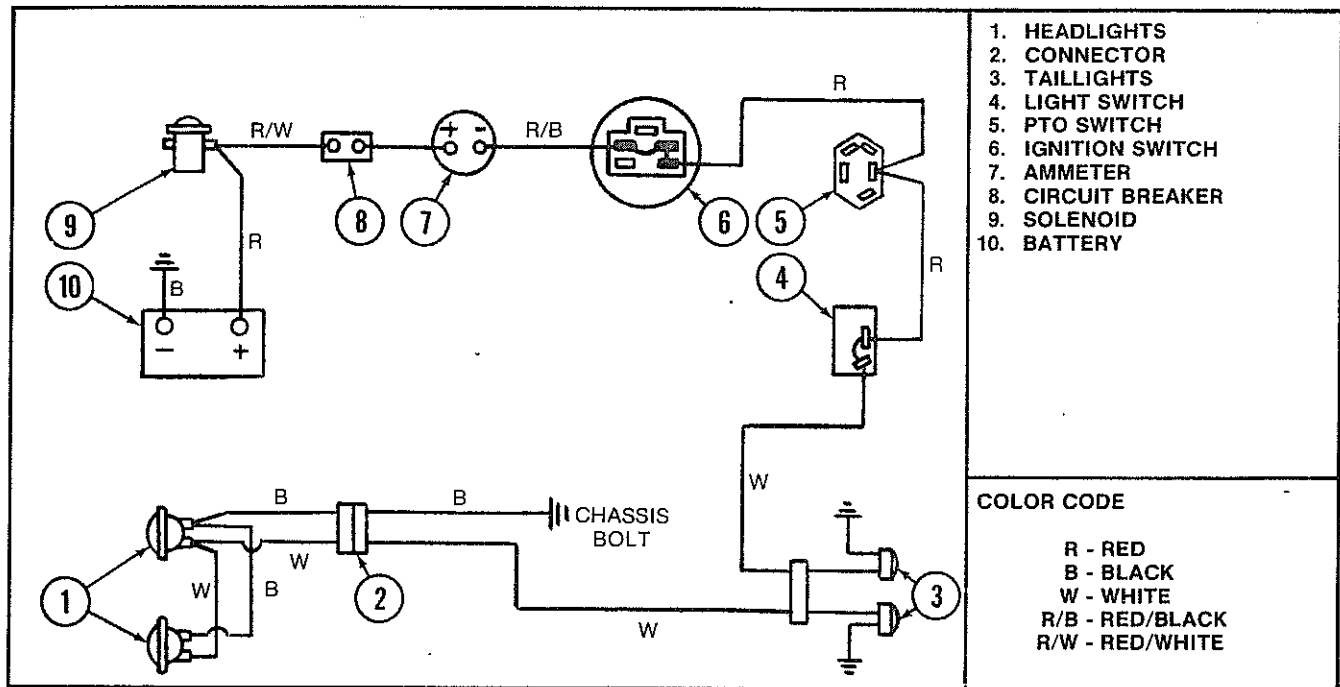 R/W
+ -
R/B
R
9
8
7
6
5
R
10
B
R
4
- +
W
B
B
CHASSIS
BOLT
W
W
B
1
2
3
W
1. HEADLIGHTS
2. CONNECTOR
3. TAILLIGHTS
4. LIGHT SWITCH
5. PTO SWITCH
6. IGNITION SWITCH
7. AMMETER
8. CIRCUIT BREAKER
9. SOLENOID
10. BATTERY
COLOR CODE
R - RED
B - BLACK
W - WHITE
R/B - RED/BLACK
R/W - RED/WHITE